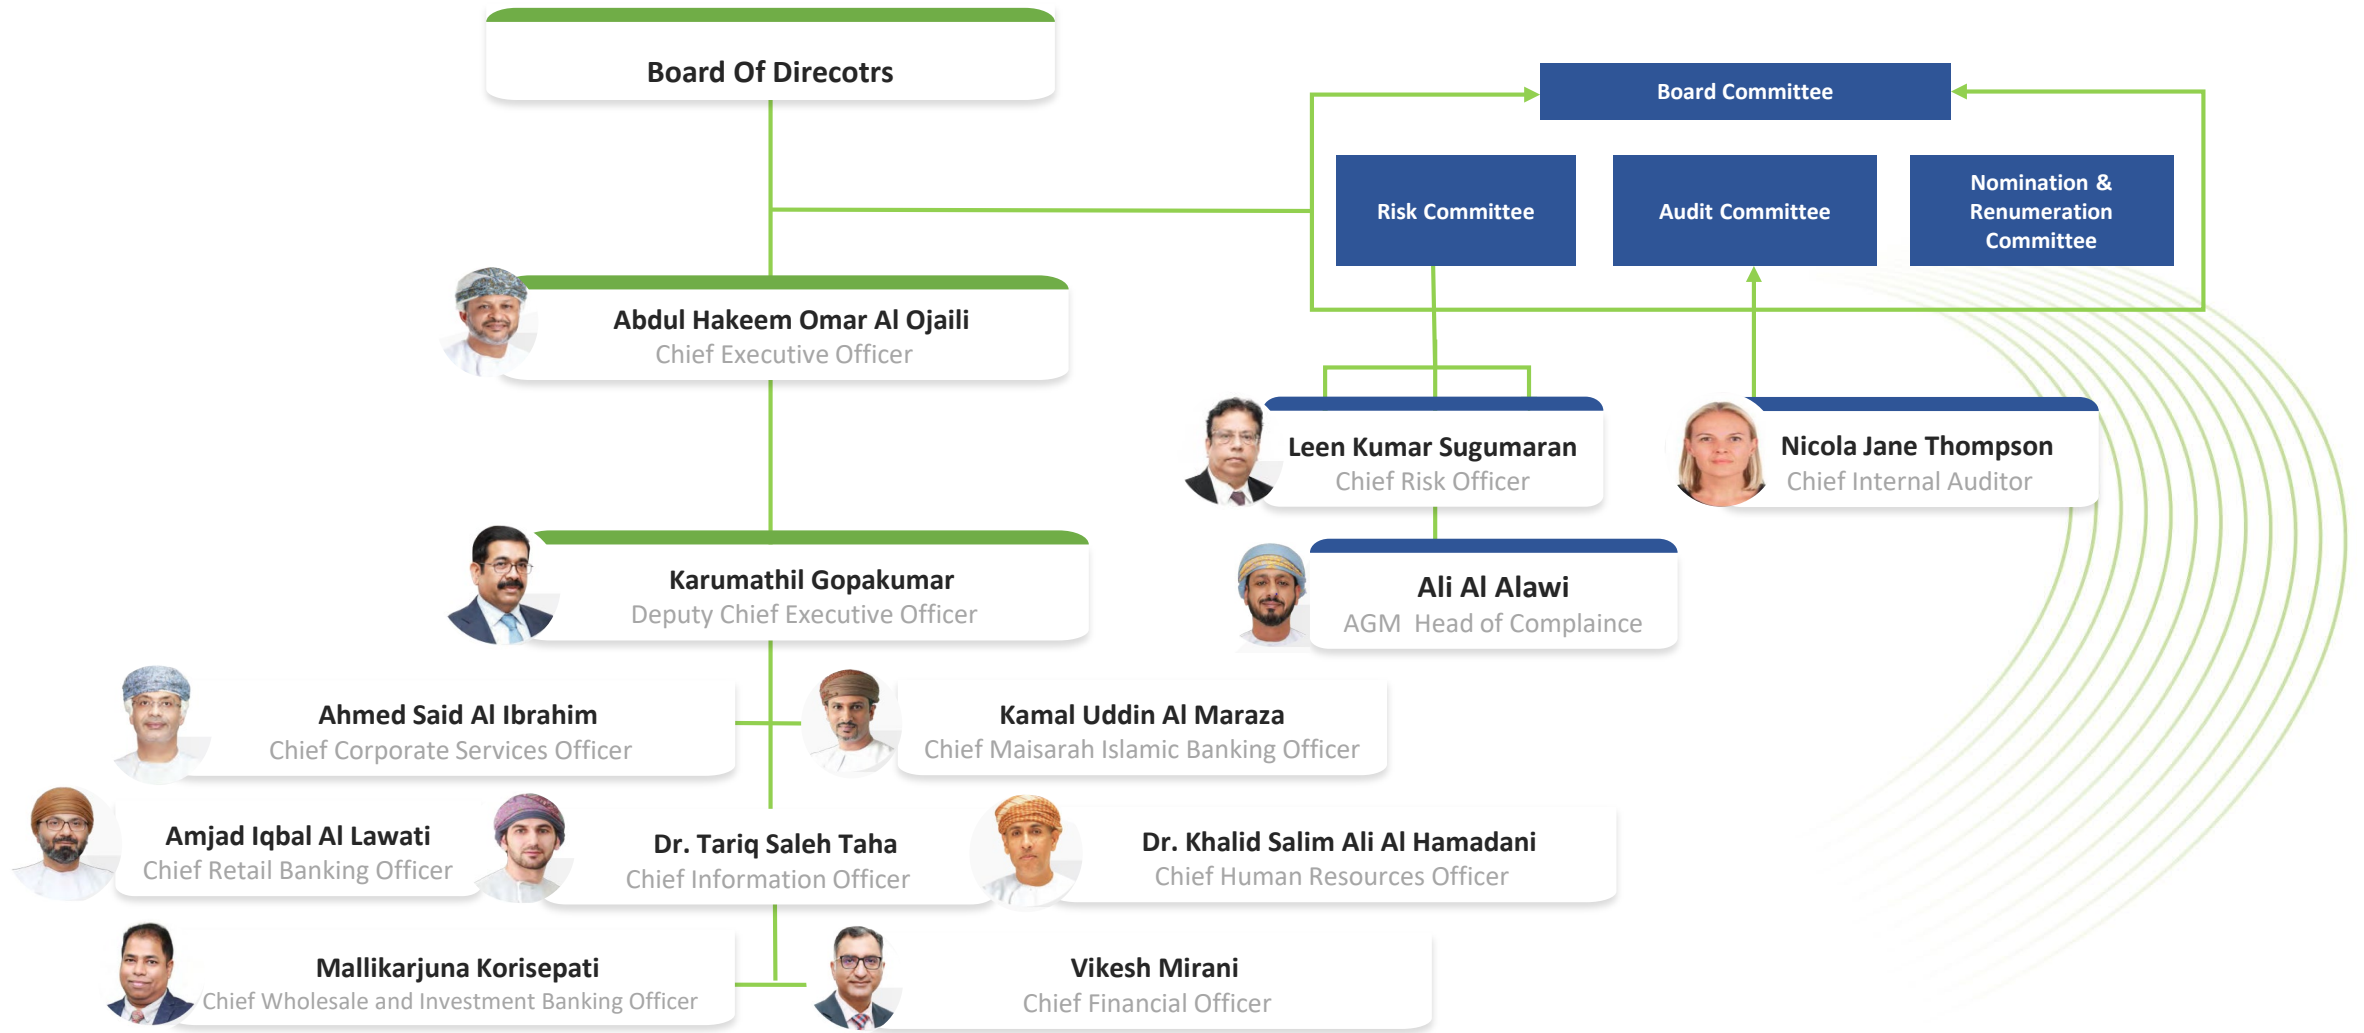 Board Of Direcotrs
Board Committee
Risk Committee
Audit Committee
Nomination &
Renumeration
Committee
Abdul Hakeem Omar Al Ojaili
Chief Executive Officer
Leen Kumar Sugumaran
Chief Risk Officer
Nicola Jane Thompson
Chief Internal Auditor
Karumathil Gopakumar
Deputy Chief Executive Officer
Ali Al Alawi
AGM  Head of Complaince
Ahmed Said Al Ibrahim
Chief Corporate Services Officer
Kamal Uddin Al Maraza
Chief Maisarah Islamic Banking Officer
Amjad Iqbal Al Lawati
Chief Retail Banking Officer
Dr. Tariq Saleh Taha
Chief Information Officer
Dr. Khalid Salim Ali Al Hamadani
Chief Human Resources Officer
Mallikarjuna Korisepati
Chief Wholesale and Investment Banking Officer
Vikesh Mirani
Chief Financial Officer